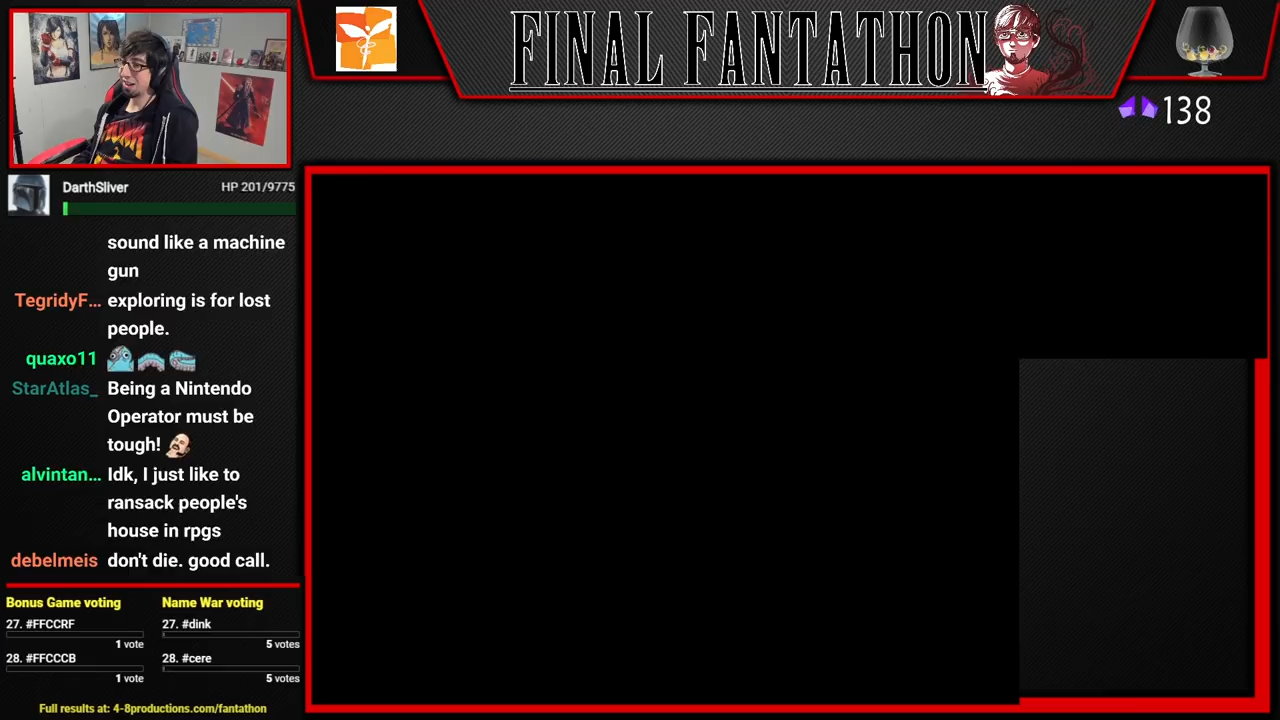 FINAL FANTATHON
138
DarthSliver HP 201/9775
sound like a machine
gun
TegridyF... exploring is for lost
people.
quaxo11
StarAtlas_ Being a Nintendo
Operator must be
tough!
alvintan... Idk, I just like to
ransack people's
house in rpgs
debelmeis don't die. good call.
Bonus Game voting
27. #FFCCRF
1 vote
28. #FFCCCB
1 vote
Name War voting
27. #dink
5 votes
28. #cere
5 votes
Full results at: 4-8productions.com/fantathon